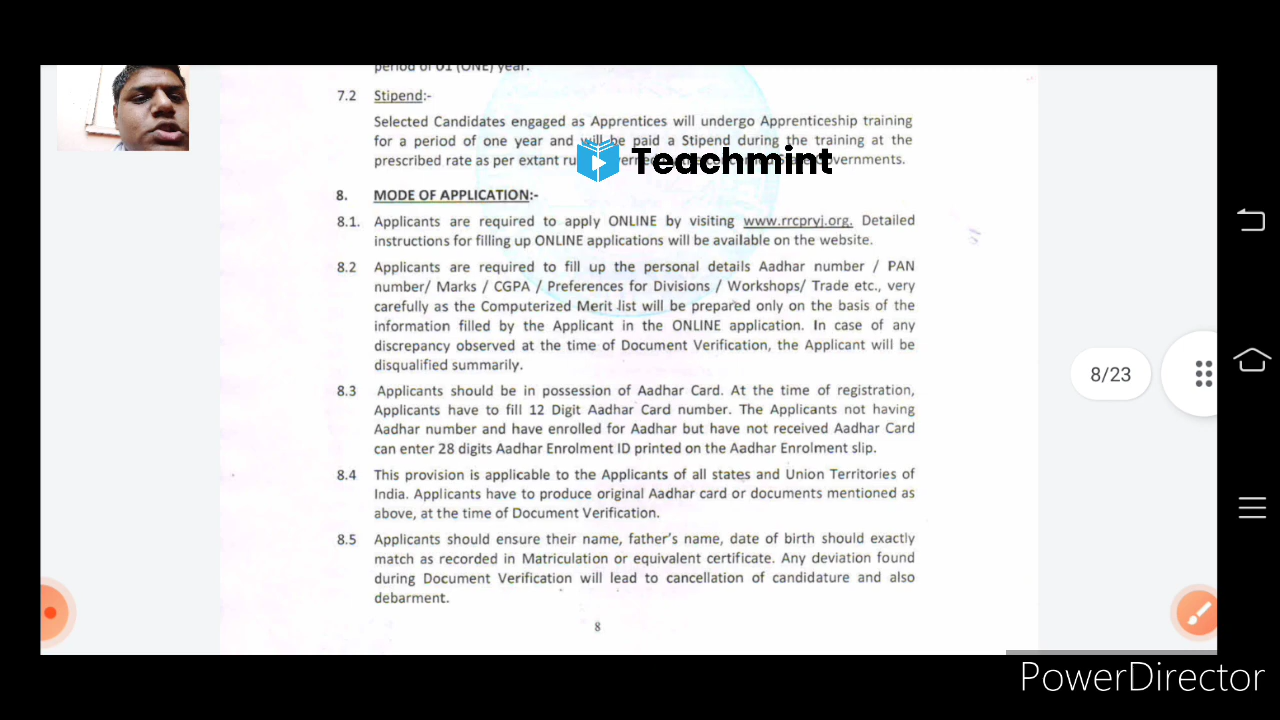 period of 01 (ONE) year.
7.2 Stipend:-
Selected Candidates engaged as Apprentices will undergo Apprenticeship training
for a period of one year and will be paid a Stipend during the training at the
prescribed rate as per extant Governments.
Teachmint
8. MODE OF APPLICATION:-
8.1. Applicants are required to apply ONLINE by visiting www.rrcpryj.org. Detailed
instructions for filling up ONLINE applications will be available on the website.
8.2 Applicants are required to fill up the personal details Aadhar number / PAN
number/ Marks / CGPA / Preferences for Divisions / Workshops/ Trade etc., very
carefully as the Computerized Merit list will be prepared only on the basis of the
information filled by the Applicant in the ONLINE application. In case of any
discrepancy observed at the time of Document Verification, the Applicant will be
disqualified summarily.
8.3 Applicants should be in possession of Aadhar Card. At the time of registration,
Applicants have to fill 12 Digit Aadhar Card number. The Applicants not having
Aadhar number and have enrolled for Aadhar but have not received Aadhar Card
can enter 28 digits Aadhar Enrolment ID printed on the Aadhar Enrolment slip.
8.4 This provision is applicable to the Applicants of all states and Union Territories of
India. Applicants have to produce original Aadhar card or documents mentioned as
above, at the time of Document Verification.
8.5 Applicants should ensure their name, father's name, date of birth should exactly
match as recorded in Matriculation or equivalent certificate. Any deviation found
during Document Verification will lead to cancellation of candidature and also
debarment.
8
8/23
PowerDirector